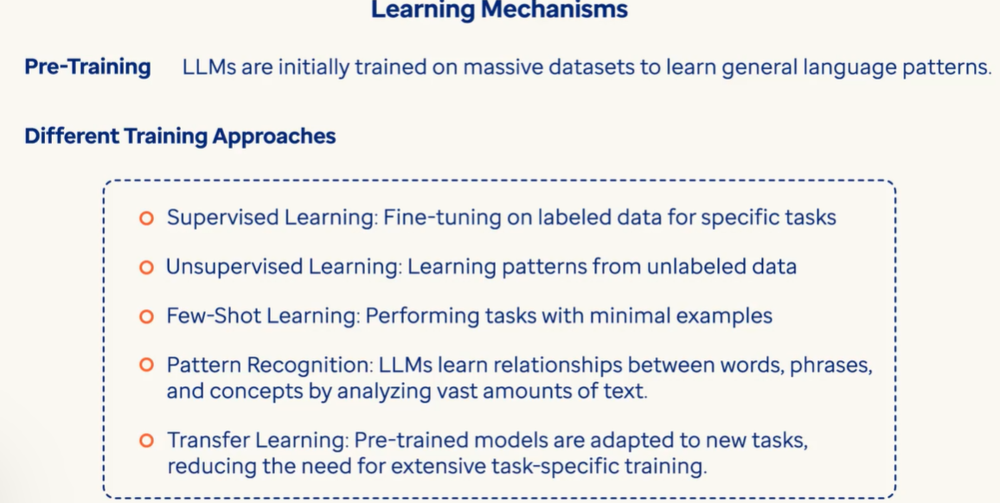 Learning Mechanisms
Pre-Training LLMs are initially trained on massive datasets to learn general language patterns.
Different Training Approaches
Supervised Learning: Fine-tuning on labeled data for specific tasks
Unsupervised Learning: Learning patterns from unlabeled data
Few-Shot Learning: Performing tasks with minimal examples
Pattern Recognition: LLMs learn relationships between words, phrases,
and concepts by analyzing vast amounts of text.
Transfer Learning: Pre-trained models are adapted to new tasks,
reducing the need for extensive task-specific training.